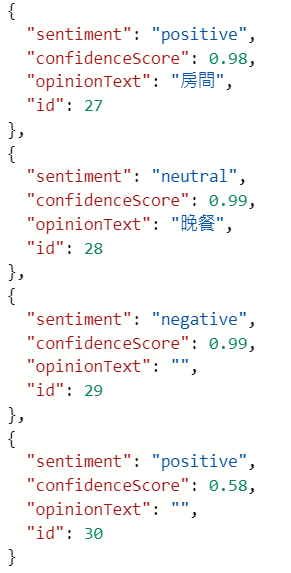 {
  "sentiment": "positive",
  "confidenceScore": 0.98,
  "opinionText": "房間",
  "id": 27
},
{
  "sentiment": "neutral",
  "confidenceScore": 0.99,
  "opinionText": "晚餐",
  "id": 28
},
{
  "sentiment": "negative",
  "confidenceScore": 0.99,
  "opinionText": "",
  "id": 29
},
{
  "sentiment": "positive",
  "confidenceScore": 0.58,
  "opinionText": "",
  "id": 30
}